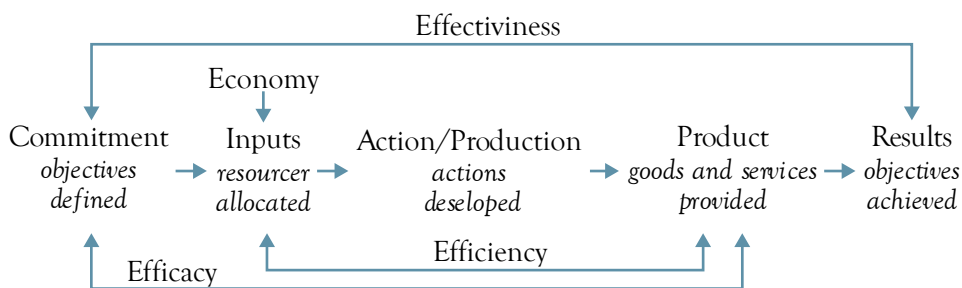 Effectiviness
Economy
Commitment
objectives
defined
Inputs
resourcer
allocated
Action/Production
actions
deseloped
Product
goods and services
provided
Results
objectives
achieved
Efficiency
Efficacy